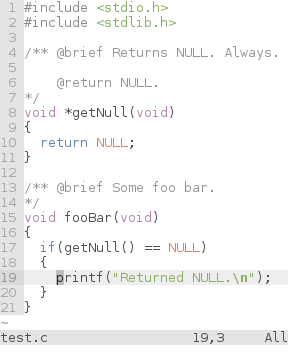 1 #include <stdio.h>
2 #include <stdlib.h>
3
4 /** @brief Returns NULL. Always.
5
6     @return NULL.
7 */
8 void *getNull(void)
9 {
10   return NULL;
11 }
12
13 /** @brief Some foo bar.
14 */
15 void fooBar(void)
16 {
17   if(getNull() == NULL)
18   {
19     printf("Returned NULL.\n");
20   }
21 }
~
test.c 19,3 All